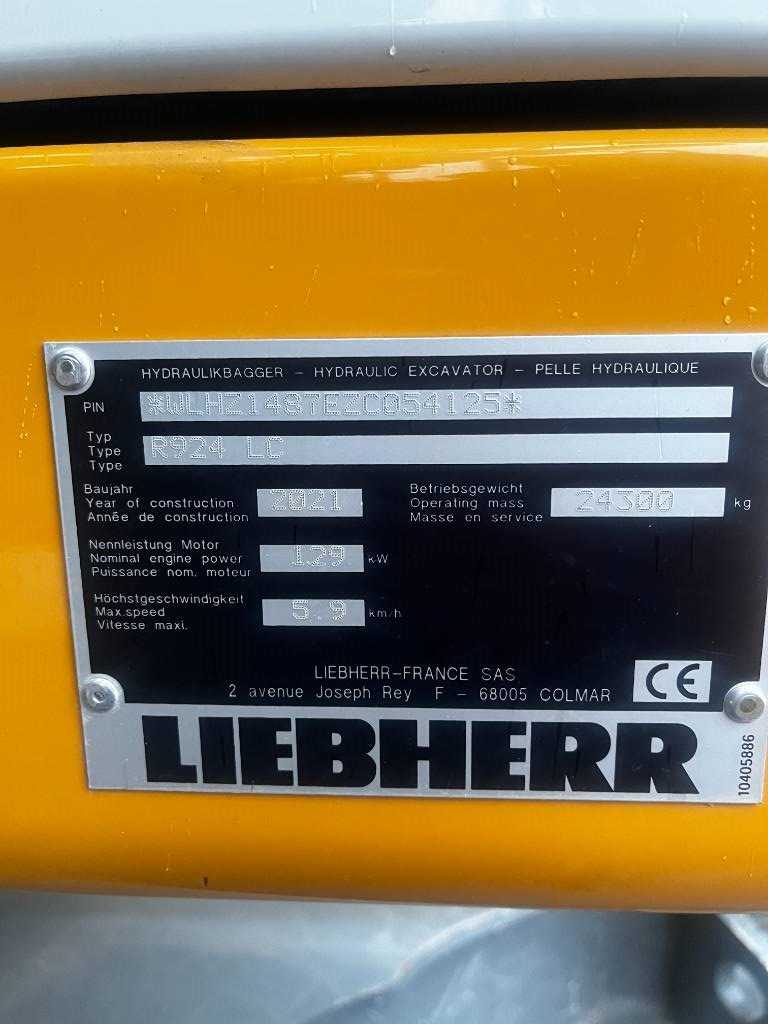 HYDRAULIKBAGGER - HYDRAULIC EXCAVATOR - PELLE HYDRAULIQUE
PIN *WLHZ1487EZC054125*
Typ
Type R924 LC
Type
Baujahr
Year of construction 2021
Année de construction
Betriebsgewicht
Operating mass 24300 kg
Masse en service
Nennleistung Motor
Nominal engine power 129 kW
Puissance nom. moteur
Höchstgeschwindigkeit
Max.speed 5.9 km/h
Vitesse maxi.
LIEBHERR-FRANCE SAS
2 avenue Joseph Rey F - 68005 COLMAR
CE
LIEBHERR
10405886